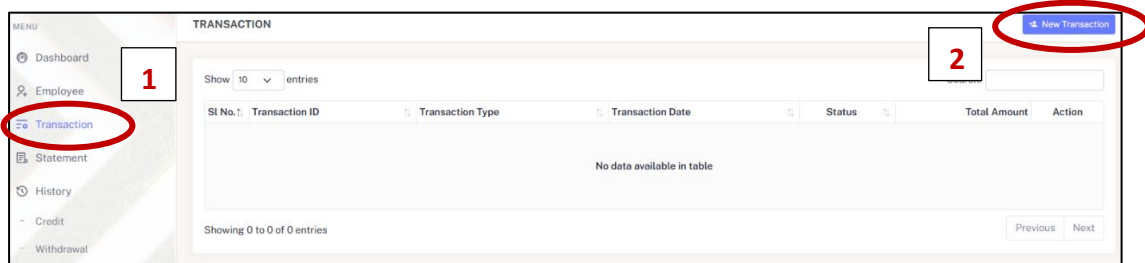 MENU
Dashboard
Employee
Transaction
Statement
History
- Credit
- Withdrawal
1
TRANSACTION
2
New Transaction
Show 10 entries
Sl No. Transaction ID Transaction Type Transaction Date Status Total Amount Action
No data available in table
Showing 0 to 0 of 0 entries
Previous Next